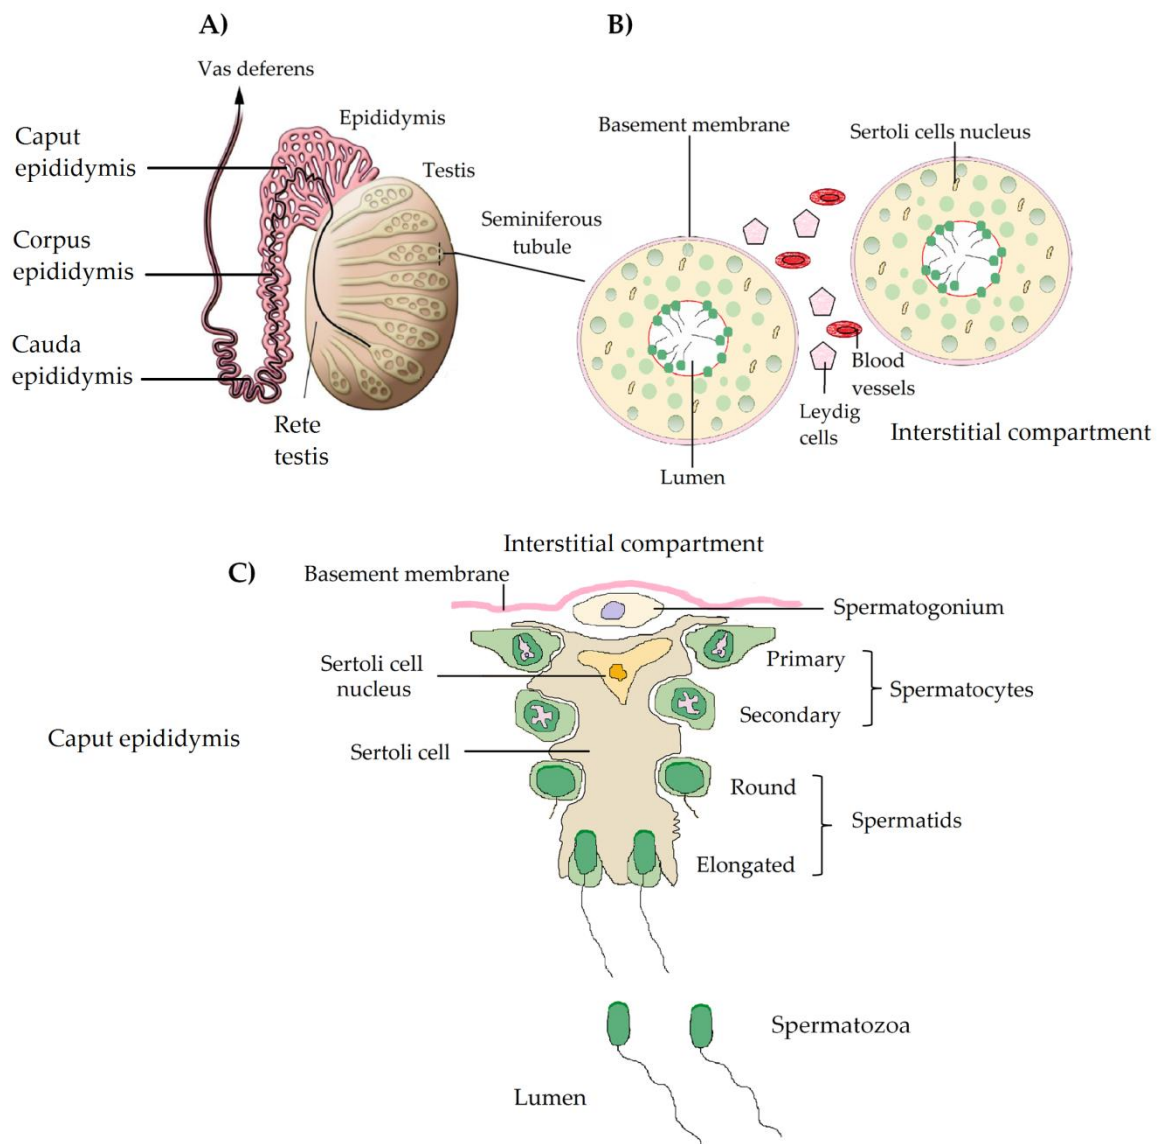 A)
Vas deferens
Epididymis
Caput
epididymis
Testis
Corpus
epididymis
Cauda
epididymis
Rete
testis
Seminiferous
tubule
B)
Basement membrane
Sertoli cells nucleus
Blood
vessels
Leydig
cells
Interstitial compartment
Lumen
C)
Interstitial compartment
Basement membrane
Spermatogonium
Sertoli cell
nucleus
Primary
Secondary
Spermatocytes
Caput epididymis
Sertoli cell
Round
Elongated
Spermatids
Spermatozoa
Lumen